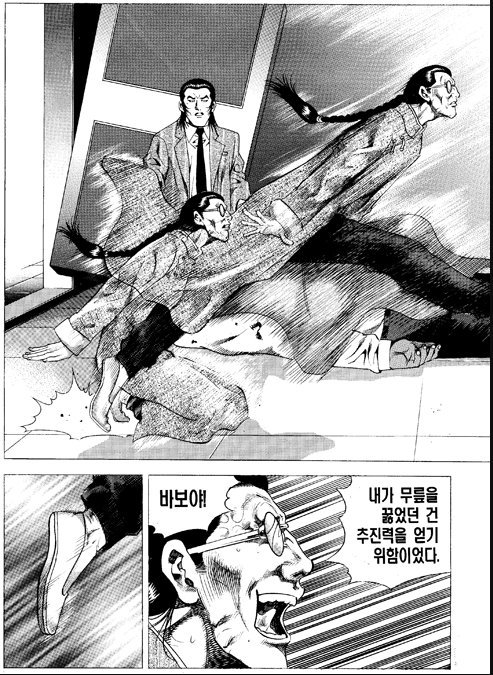 바보야!
내가 무릎을
꿇었던 건
추진력을 얻기
위함이었다.